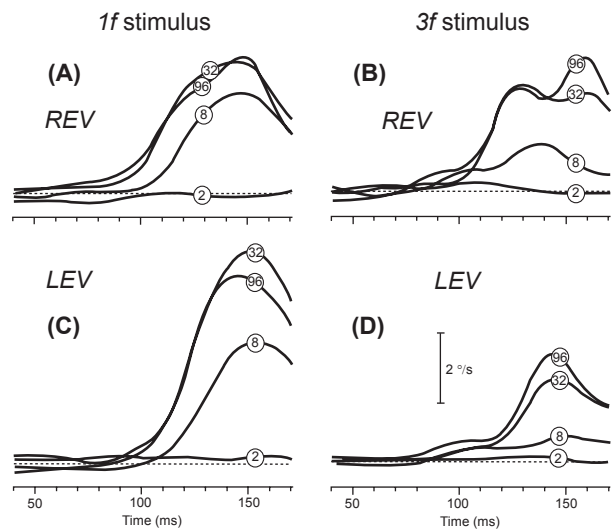 1f stimulus 3f stimulus
(A) REV 32 96 8 2
(B) REV 96 32 8 2
LEV (C) 32 96 8 2
50 100 150
Time (ms)
LEV (D) 2 °/s 96 32 8 2
50 100 150
Time (ms)